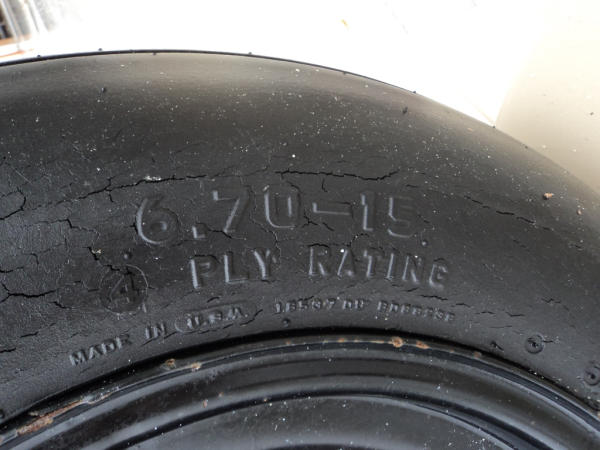 6.70-15
4 PLY RATING
MADE IN U.S.A.